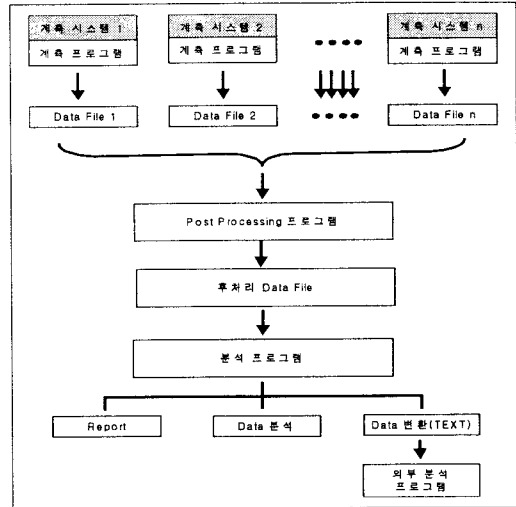 계측 시스템 1
계측 프로그램
계측 시스템 2
계측 프로그램
계측 시스템 n
계측 프로그램
Data File 1
Data File 2
Data File n
Post Processing 프로그램
후처리 Data File
분석 프로그램
Report
Data 분석
Data 변환(TEXT)
외부 분석
프로그램